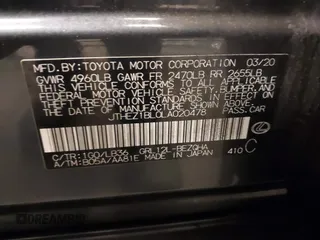 MFD.BY:TOYOTA MOTOR CORPORATION 03/20
GVWR 4960LB GAWR FR 2470LB RR 2655LB
THIS VEHICLE CONFORMS TO ALL APPLICABLE
FEDERAL MOTOR VEHICLE SAFETY, BUMPER, AND
THEFT PREVENTION STANDARDS IN EFFECT ON
THE DATE OF MANUFACTURE SHOWN ABOVE.
JTHEZ1BL0LA020478 PASS.CAR
C/TR:1G0/LB36 GRL12L-BEZQHA
A/TM:B05A/AA81E MADE IN JAPAN 410 C